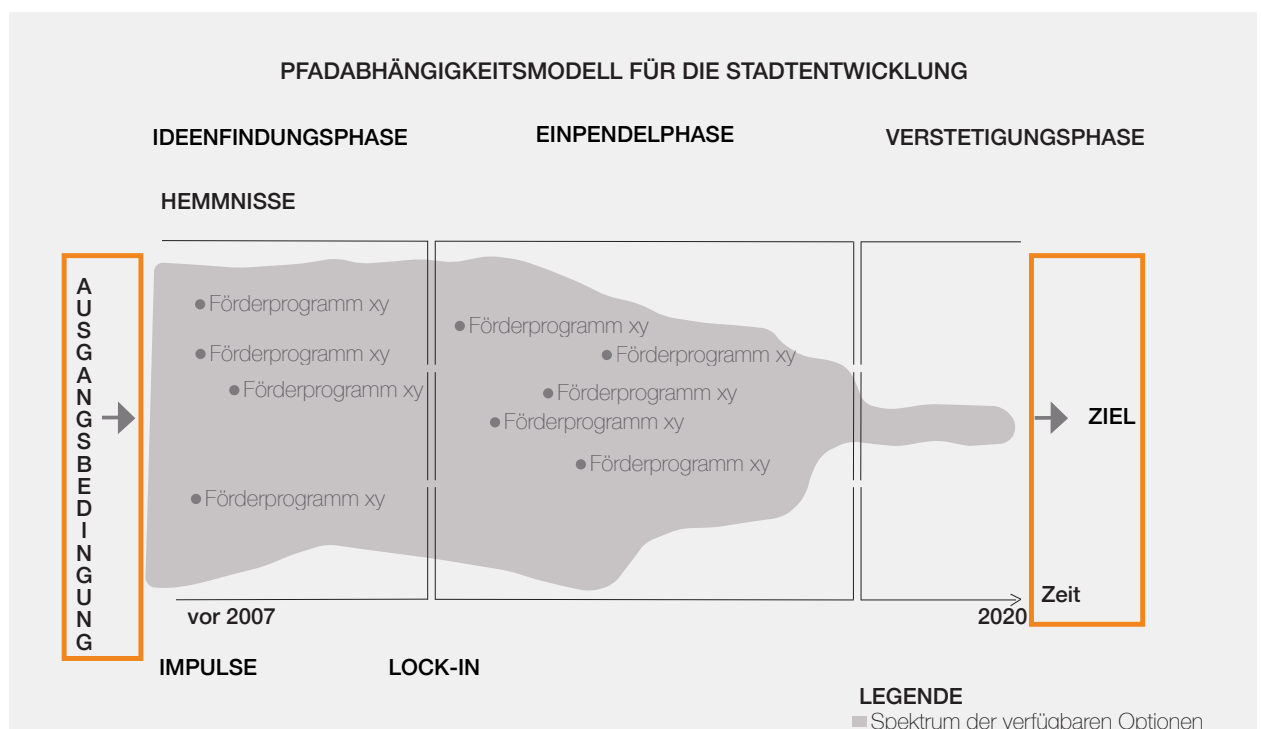 PFADABHÄNGIGKEITSMODELL FÜR DIE STADTENTWICKLUNG
IDEENFINDUNGSPHASE
EINPENDELPHASE
VERSTETIGUNGSPHASE
HEMMNISSE
AUSGANGSBEDINGUNG
Förderprogramm xy
Förderprogramm xy
Förderprogramm xy
Förderprogramm xy
Förderprogramm xy
Förderprogramm xy
Förderprogramm xy
Förderprogramm xy
Förderprogramm xy
ZIEL
Zeit
vor 2007
2020
IMPULSE
LOCK-IN
LEGENDE
Spektrum der verfügbaren Optionen